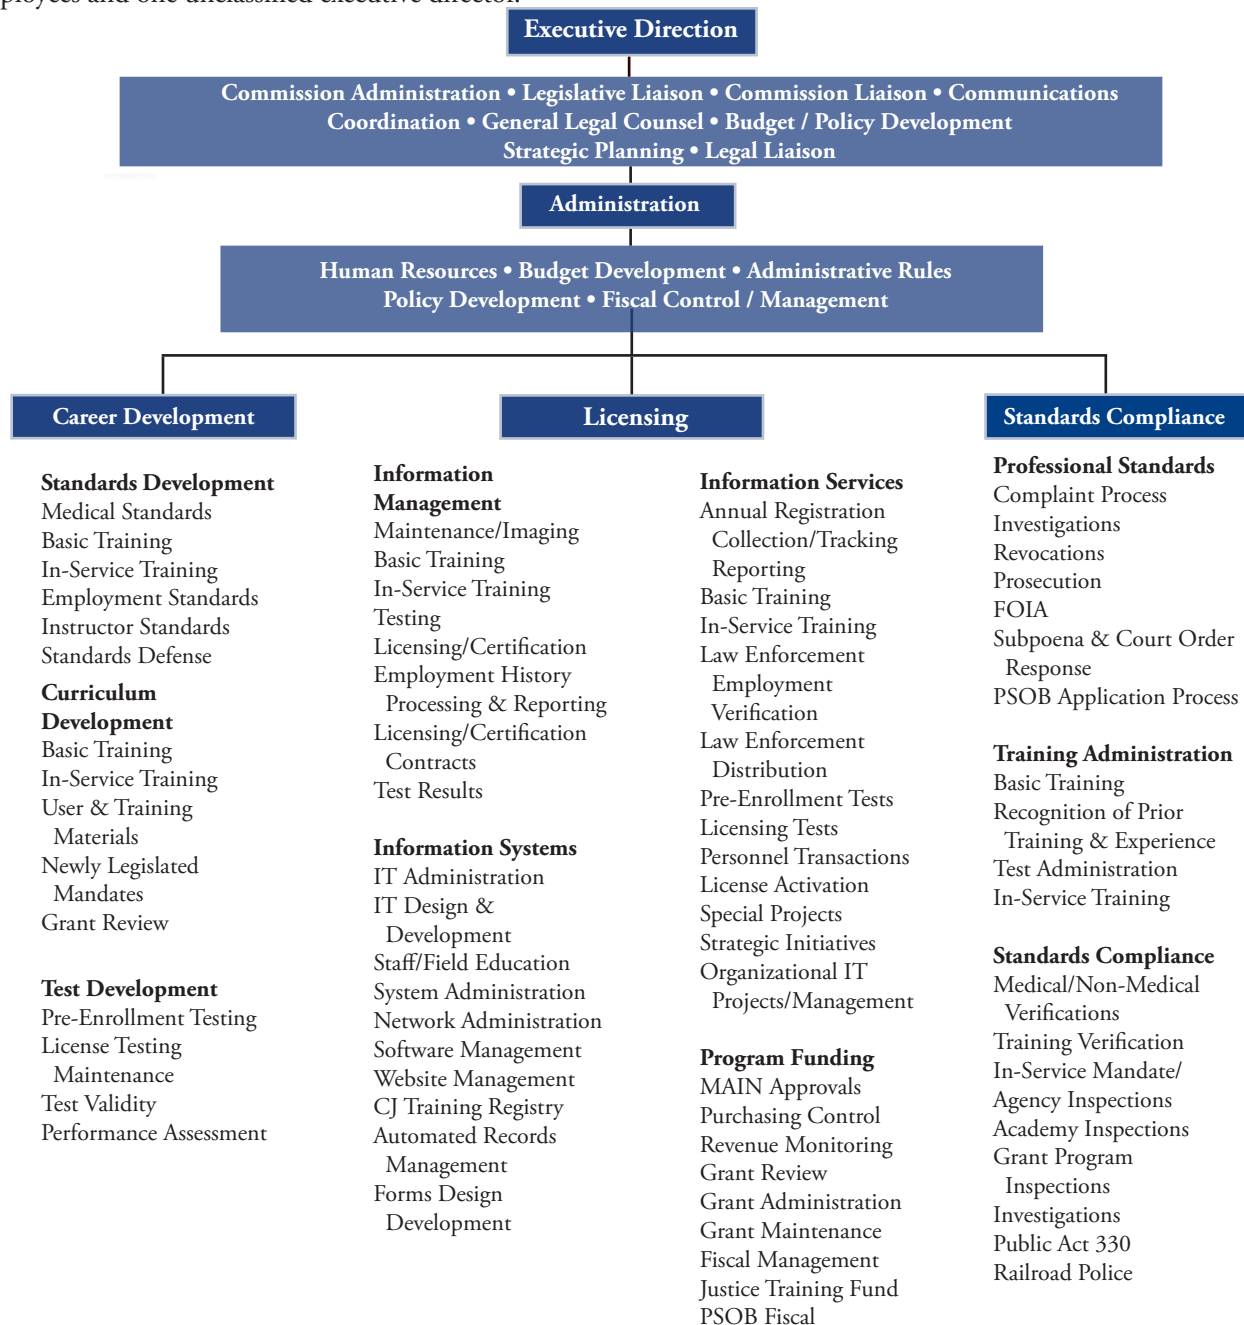 ployees and one unclassified executive director.
Executive Direction
Commission Administration • Legislative Liaison • Commission Liaison • Communications
Coordination • General Legal Counsel • Budget / Policy Development
Strategic Planning • Legal Liaison
Administration
Human Resources • Budget Development • Administrative Rules
Policy Development • Fiscal Control / Management
Career Development
Standards Development
Medical Standards
Basic Training
In-Service Training
Employment Standards
Instructor Standards
Standards Defense
Curriculum
Development
Basic Training
In-Service Training
User & Training
Materials
Newly Legislated
Mandates
Grant Review
Test Development
Pre-Enrollment Testing
License Testing
Maintenance
Test Validity
Performance Assessment
Licensing
Information
Management
Maintenance/Imaging
Basic Training
In-Service Training
Testing
Licensing/Certification
Employment History
Processing & Reporting
Licensing/Certification
Contracts
Test Results
Information Systems
IT Administration
IT Design &
Development
Staff/Field Education
System Administration
Network Administration
Software Management
Website Management
CJ Training Registry
Automated Records
Management
Forms Design
Development
Information Services
Annual Registration
Collection/Tracking
Reporting
Basic Training
In-Service Training
Law Enforcement
Employment
Verification
Law Enforcement
Distribution
Pre-Enrollment Tests
Licensing Tests
Personnel Transactions
License Activation
Special Projects
Strategic Initiatives
Organizational IT
Projects/Management
Program Funding
MAIN Approvals
Purchasing Control
Revenue Monitoring
Grant Review
Grant Administration
Grant Maintenance
Fiscal Management
Justice Training Fund
PSOB Fiscal
Standards Compliance
Professional Standards
Complaint Process
Investigations
Revocations
Prosecution
FOIA
Subpoena & Court Order
Response
PSOB Application Process
Training Administration
Basic Training
Recognition of Prior
Training & Experience
Test Administration
In-Service Training
Standards Compliance
Medical/Non-Medical
Verifications
Training Verification
In-Service Mandate/
Agency Inspections
Academy Inspections
Grant Program
Inspections
Investigations
Public Act 330
Railroad Police